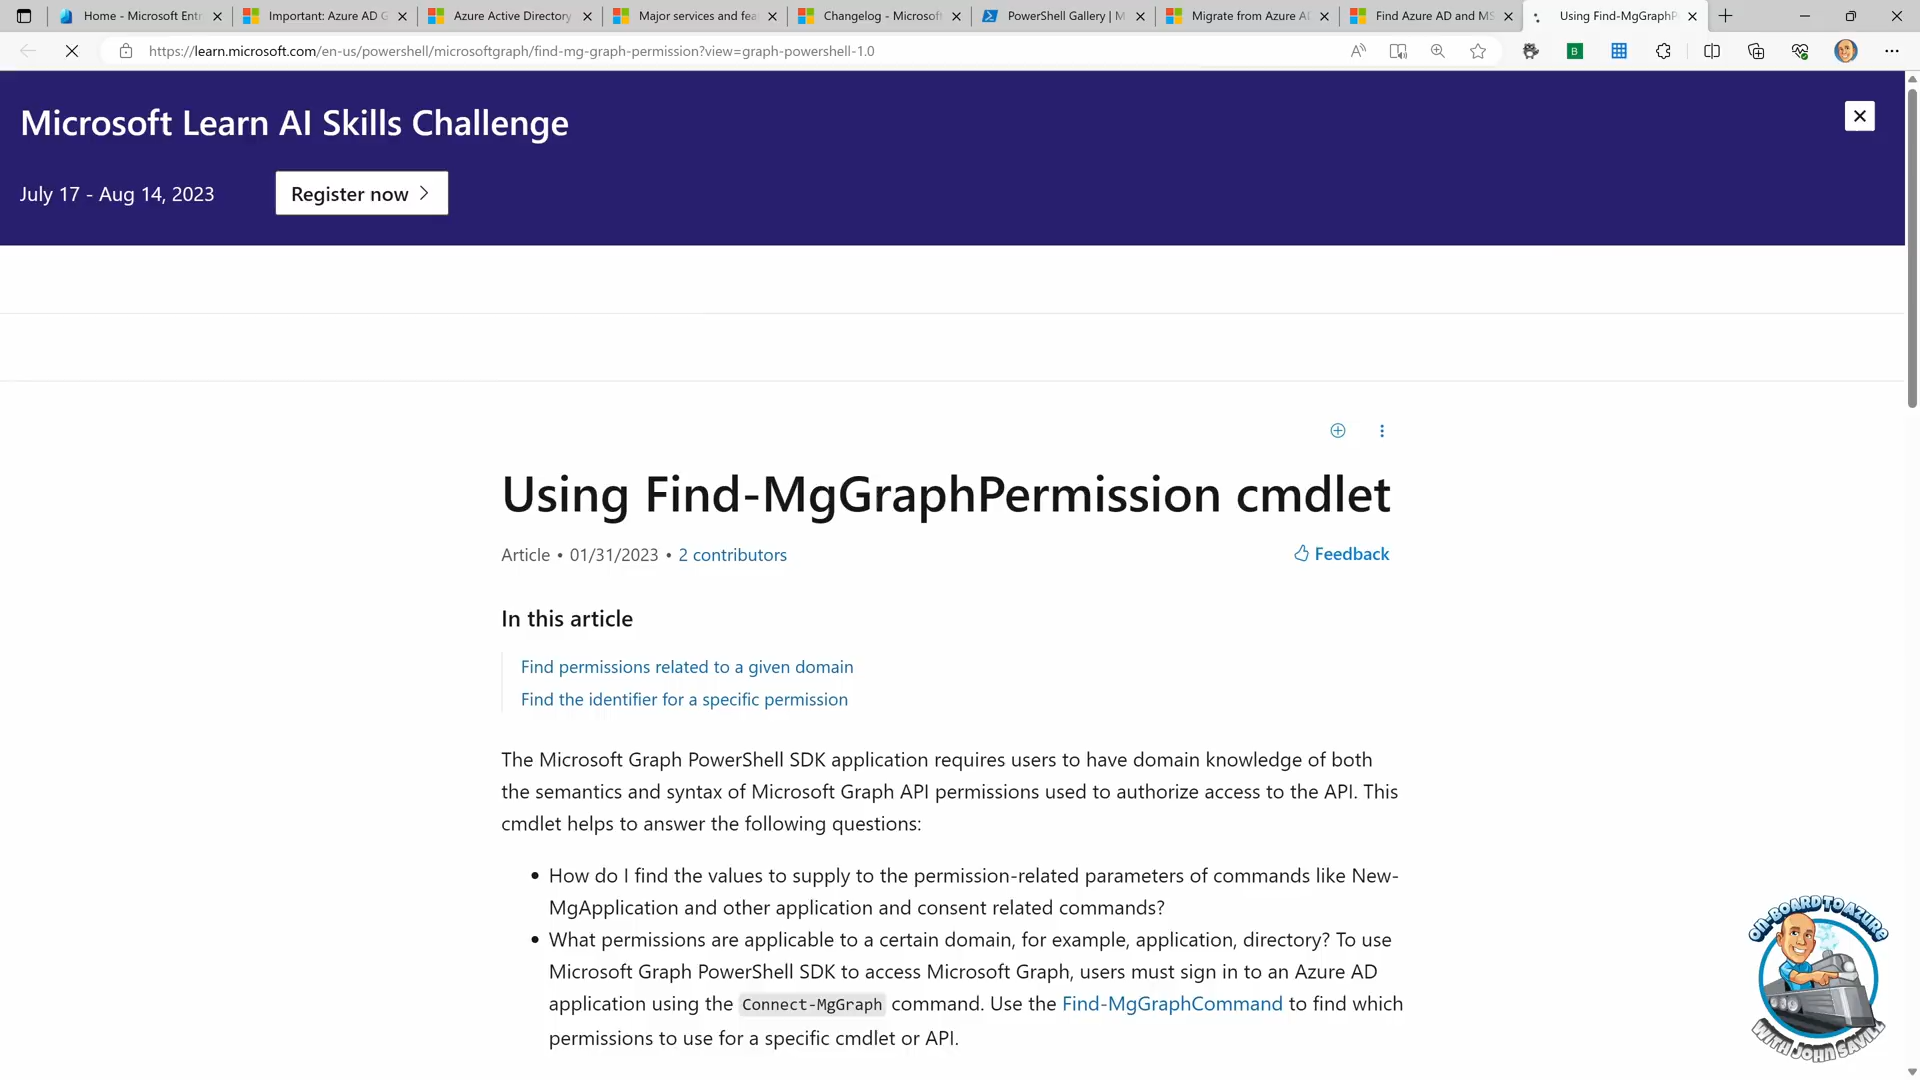 Home - Microsoft Entr
Important: Azure AD G
Azure Active Directory
Major services and fea
Changelog - Microsoft
PowerShell Gallery | M
Migrate from Azure AD
Find Azure AD and MS
Using Find-MgGraphP
https://learn.microsoft.com/en-us/powershell/microsoftgraph/find-mg-graph-permission?view=graph-powershell-1.0
Microsoft Learn AI Skills Challenge
July 17 - Aug 14, 2023
Register now
Using Find-MgGraphPermission cmdlet
Article • 01/31/2023 • 2 contributors
Feedback
In this article
Find permissions related to a given domain
Find the identifier for a specific permission
The Microsoft Graph PowerShell SDK application requires users to have domain knowledge of both
the semantics and syntax of Microsoft Graph API permissions used to authorize access to the API. This
cmdlet helps to answer the following questions:
• How do I find the values to supply to the permission-related parameters of commands like New-
MgApplication and other application and consent related commands?
• What permissions are applicable to a certain domain, for example, application, directory? To use
Microsoft Graph PowerShell SDK to access Microsoft Graph, users must sign in to an Azure AD
application using the Connect-MgGraph command. Use the Find-MgGraphCommand to find which
permissions to use for a specific cmdlet or API.
ON-BOARD TO AZURE
WITH JOHN SAVILL